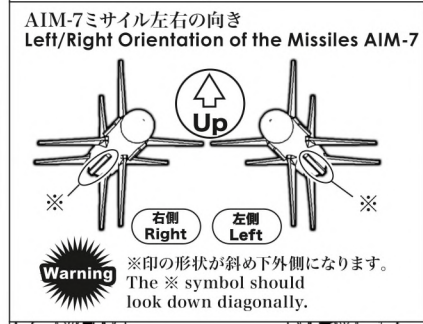 AIM-7ミサイル左右の向き
Left/Right Orientation of the Missiles AIM-7
Up
※
※
右側
Right
左側
Left
Warning
※印の形状が斜め下外側になります。
The ※ symbol should
look down diagonally.